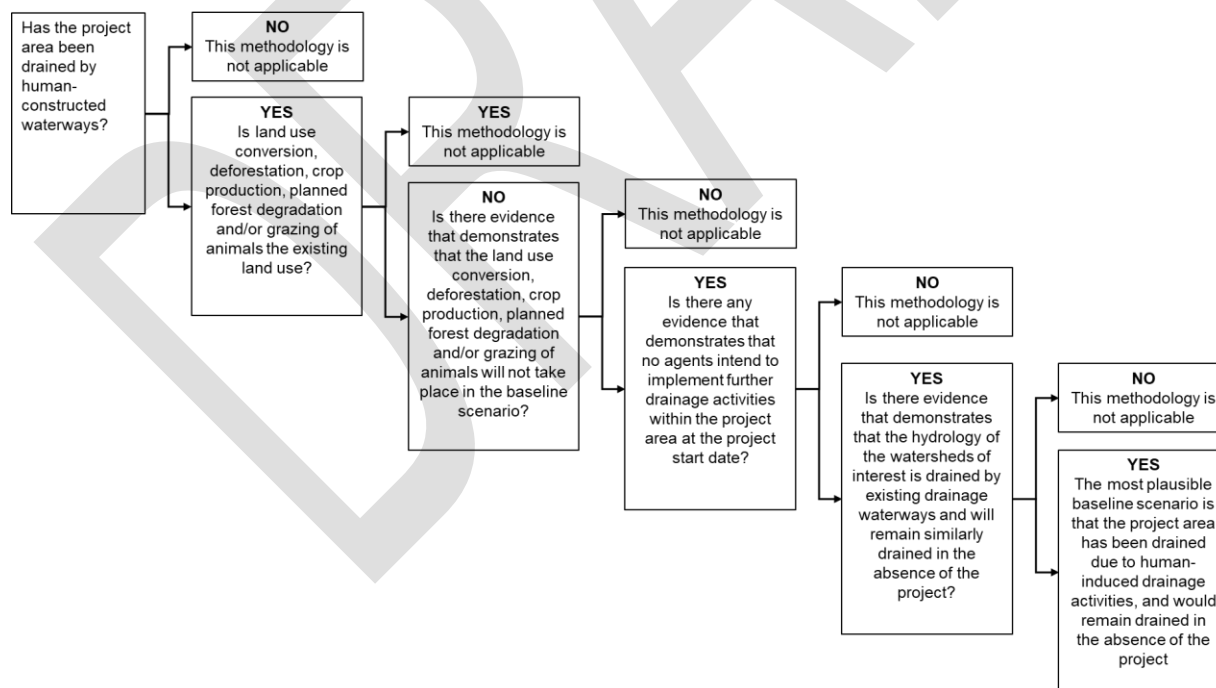 Has the project
area been
drained by
human-
constructed
waterways?
NO
This methodology is
not applicable
YES
Is land use
conversion,
deforestation, crop
production, planned
forest degradation
and/or grazing of
animals the existing
land use?
YES
This methodology is
not applicable
NO
Is there evidence
that demonstrates
that the land use
conversion,
deforestation, crop
production, planned
forest degradation
and/or grazing of
animals will not take
place in the baseline
scenario?
NO
This methodology is
not applicable
YES
Is there any
evidence that
demonstrates that
no agents intend to
implement further
drainage activities
within the project
area at the project
start date?
NO
This methodology is
not applicable
YES
Is there evidence
that demonstrates
that the hydrology of
the watersheds of
interest is drained by
existing drainage
waterways and will
remain similarly
drained in the
absence of the
project?
NO
This methodology is
not applicable
YES
The most plausible
baseline scenario is
that the project area
has been drained
due to human-
induced drainage
activities, and would
remain drained in
the absence of the
project